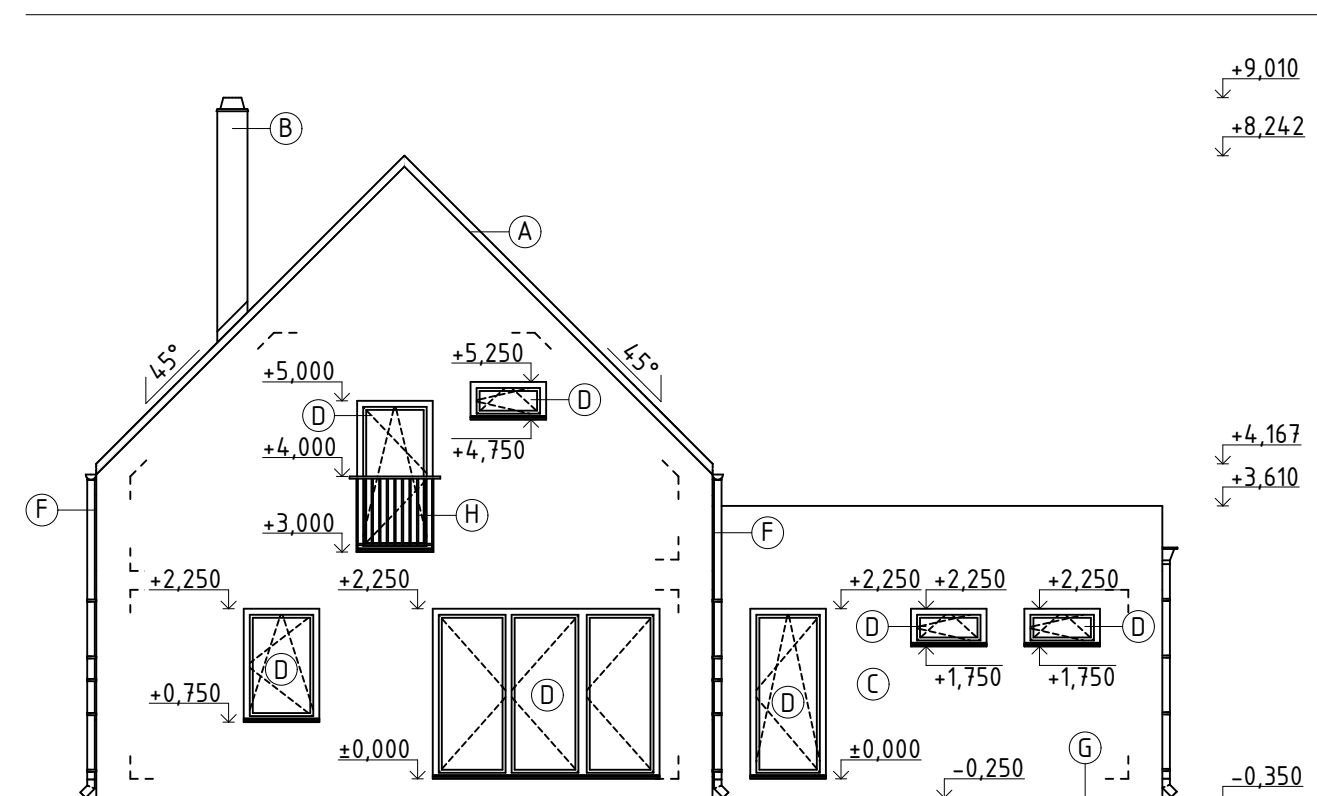 +9,010
B
+8,242
A
45°
45°
+5,250
+5,000
D
D
+4,750
+4,000
+4,167
+3,610
F
H
F
+3,000
+2,250
+2,250
+2,250
+2,250
+2,250
D
D
D
D
D
C
+1,750
+1,750
+0,750
D
±0,000
±0,000
G
-0,250
-0,350